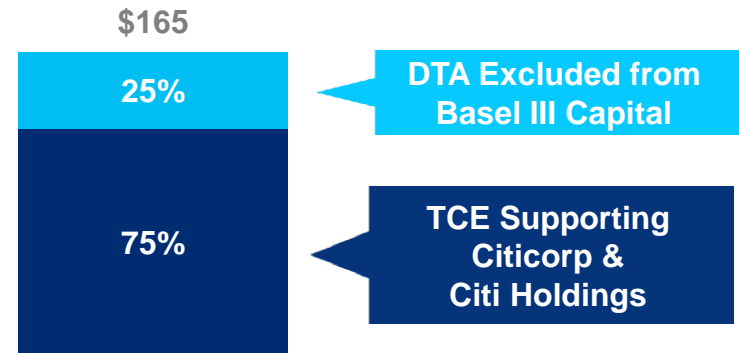 $165
25%
DTA Excluded from
Basel III Capital
75%
TCE Supporting
Citicorp &
Citi Holdings